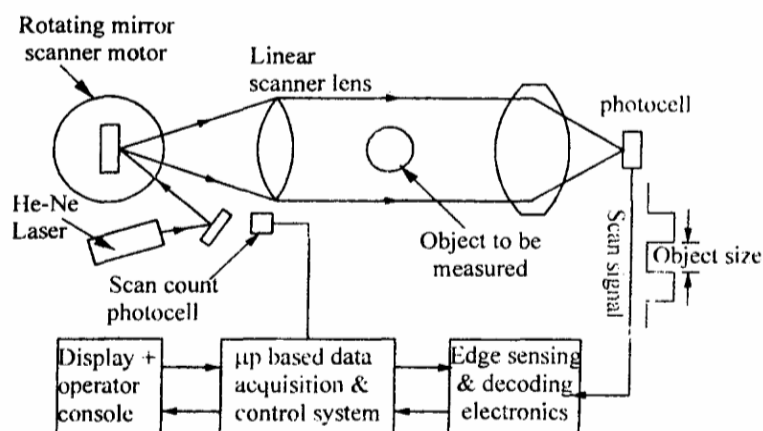 Rotating mirror
scanner motor
Linear
scanner lens
photocell
He-Ne
Laser
Scan count
photocell
Object to be
measured
Scan signal
Object size
Display +
operator
console
µp based data
acquisition &
control system
Edge sensing
& decoding
electronics